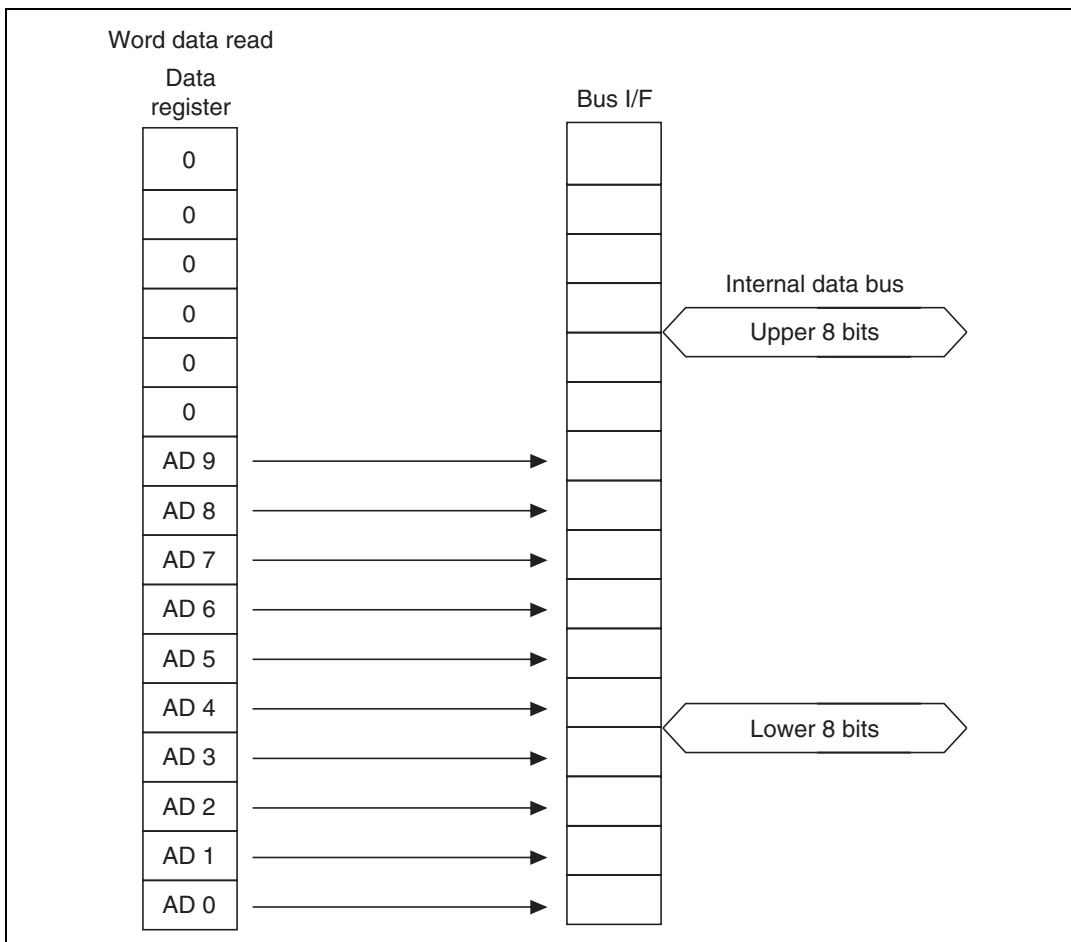 Word data read
Data
register
Bus I/F
0
0
0
0
0
0
AD 9
AD 8
AD 7
AD 6
AD 5
AD 4
AD 3
AD 2
AD 1
AD 0
Internal data bus
Upper 8 bits
Lower 8 bits